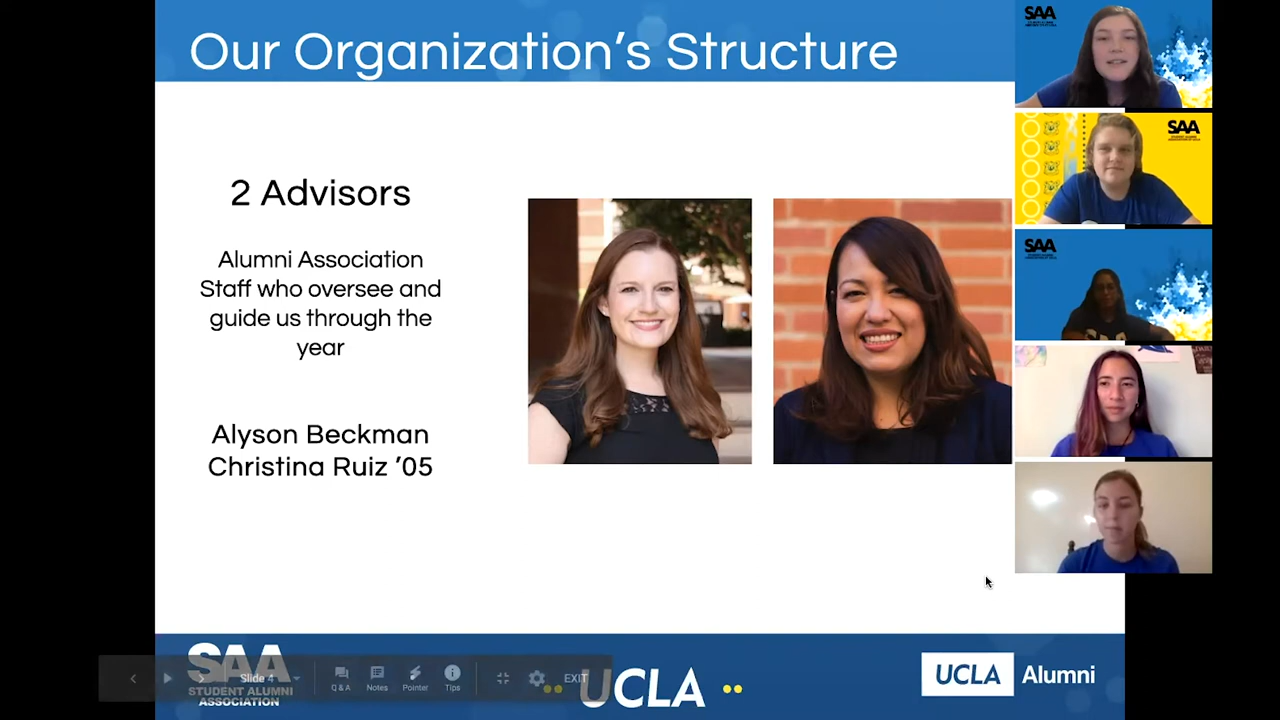 Our Organization’s Structure
2 Advisors
Alumni Association
Staff who oversee and
guide us through the
year
Alyson Beckman
Christina Ruiz ’05
SAA
SAA
SAA
SAA
STUDENT ALUMNI
ASSOCIATION
Slide 4
Q & A
Notes
Pointer
Tips
EXIT
UCLA
UCLA Alumni